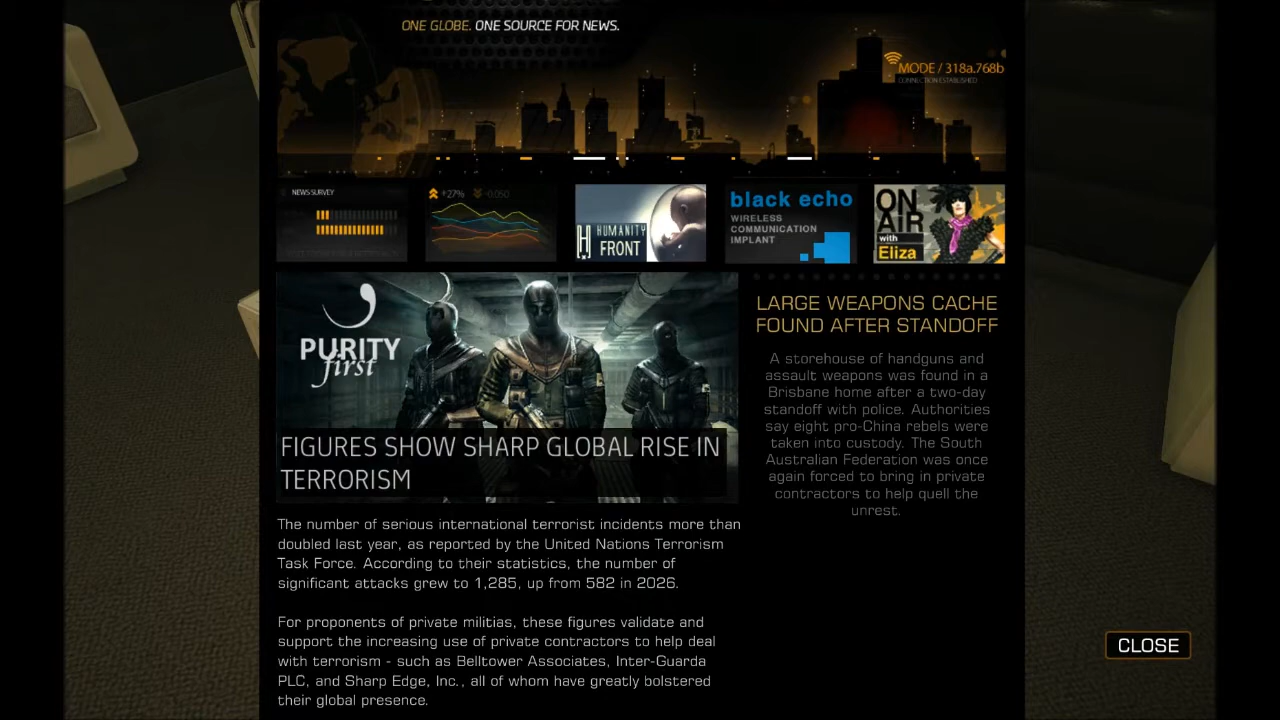 ONE GLOBE. ONE SOURCE FOR NEWS.
MODE / 318a.768b
CONNECTION ESTABLISHED
NEWS SURVEY
+27% -0.050
HUMANITY
FRONT
black echo
WIRELESS
COMMUNICATION
IMPLANT
ON
AIR
with
Eliza
PURITY
first
FIGURES SHOW SHARP GLOBAL RISE IN
TERRORISM
The number of serious international terrorist incidents more than
doubled last year, as reported by the United Nations Terrorism
Task Force. According to their statistics, the number of
significant attacks grew to 1,285, up from 582 in 2026.
For proponents of private militias, these figures validate and
support the increasing use of private contractors to help deal
with terrorism - such as Belltower Associates, Inter-Guarda
PLC, and Sharp Edge, Inc., all of whom have greatly bolstered
their global presence.
LARGE WEAPONS CACHE
FOUND AFTER STANDOFF
A storehouse of handguns and
assault weapons was found in a
Brisbane home after a two-day
standoff with police. Authorities
say eight pro-China rebels were
taken into custody. The South
Australian Federation was once
again forced to bring in private
contractors to help quell the
unrest.
CLOSE